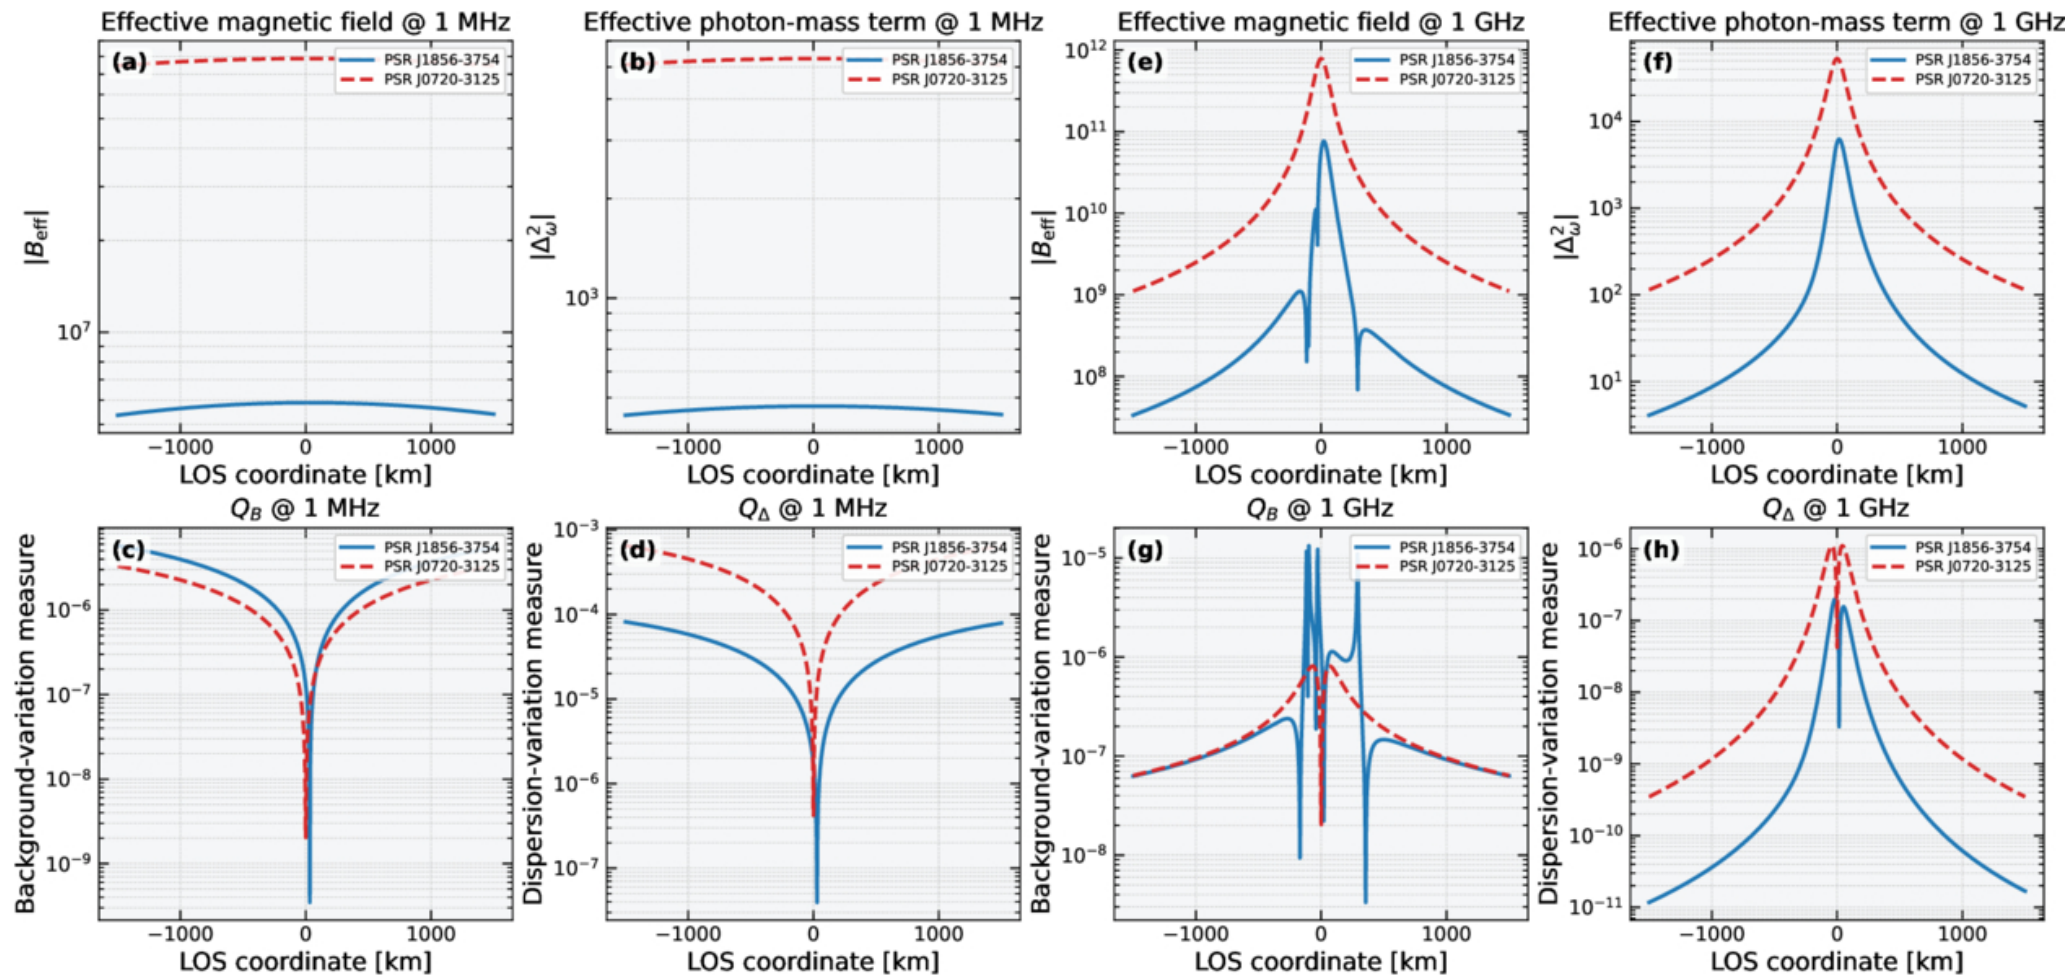 Effective magnetic field @ 1 MHz
(a)
PSR J1856-3754
PSR J0720-3125
|B_eff|
10^7
−1000 0 1000
LOS coordinate [km]
Effective photon-mass term @ 1 MHz
(b)
PSR J1856-3754
PSR J0720-3125
|Δ²_ω|
10^3
−1000 0 1000
LOS coordinate [km]
Effective magnetic field @ 1 GHz
(e)
PSR J1856-3754
PSR J0720-3125
|B_eff|
10^12
10^11
10^10
10^9
10^8
−1000 0 1000
LOS coordinate [km]
Effective photon-mass term @ 1 GHz
(f)
PSR J1856-3754
PSR J0720-3125
|Δ²_ω|
10^4
10^3
10^2
10^1
−1000 0 1000
LOS coordinate [km]
Q_B @ 1 MHz
(c)
PSR J1856-3754
PSR J0720-3125
Background-variation measure
10^−6
10^−7
10^−8
10^−9
−1000 0 1000
LOS coordinate [km]
Q_Δ @ 1 MHz
(d)
PSR J1856-3754
PSR J0720-3125
Dispersion-variation measure
10^−3
10^−4
10^−5
10^−6
10^−7
−1000 0 1000
LOS coordinate [km]
Q_B @ 1 GHz
(g)
PSR J1856-3754
PSR J0720-3125
Background-variation measure
10^−5
10^−6
10^−7
10^−8
−1000 0 1000
LOS coordinate [km]
Q_Δ @ 1 GHz
(h)
PSR J1856-3754
PSR J0720-3125
Dispersion-variation measure
10^−6
10^−7
10^−8
10^−9
10^−10
10^−11
−1000 0 1000
LOS coordinate [km]